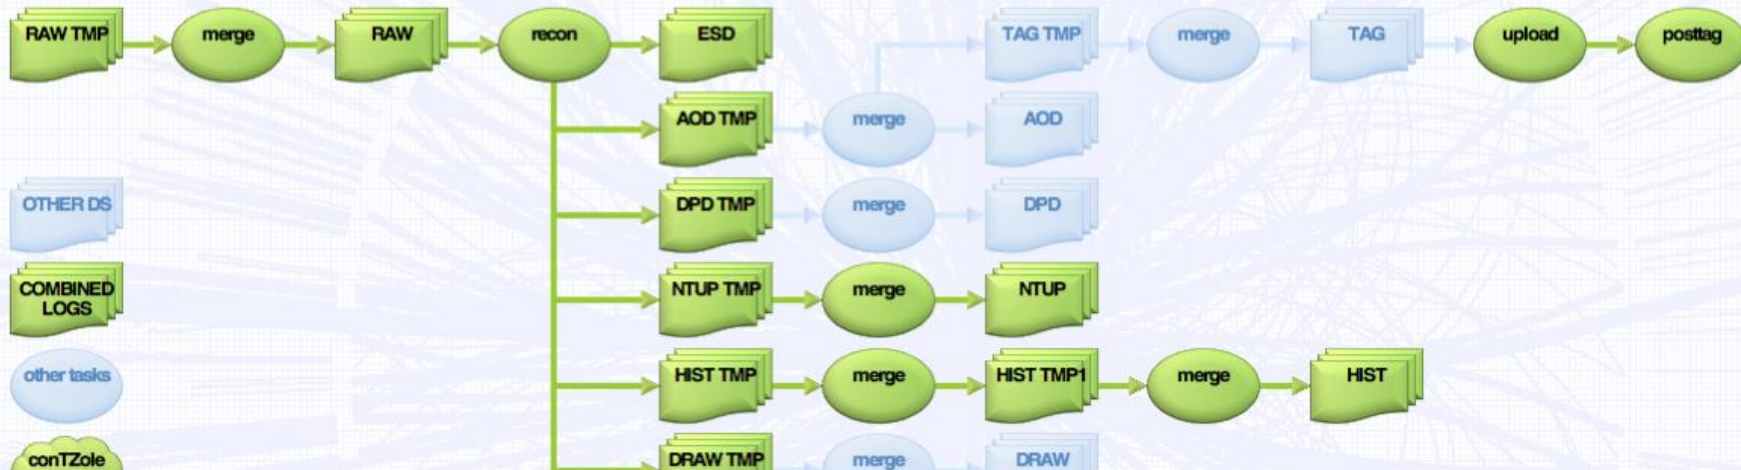 RAW TMP
merge
RAW
recon
ESD
TAG TMP
merge
TAG
upload
posttag
AOD TMP
merge
AOD
OTHER DS
DPD TMP
merge
DPD
COMBINED
LOGS
NTUP TMP
merge
NTUP
other tasks
HIST TMP
merge
HIST TMP1
merge
HIST
conTZole
DRAW TMP
merge
DRAW